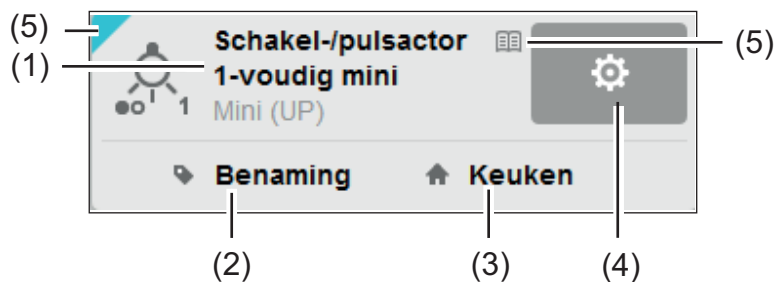 (5)
(1)
Schakel-/pulsactor
1-voudig mini
Mini (UP)
1
(5)
Benaming
Keuken
(2)
(3)
(4)